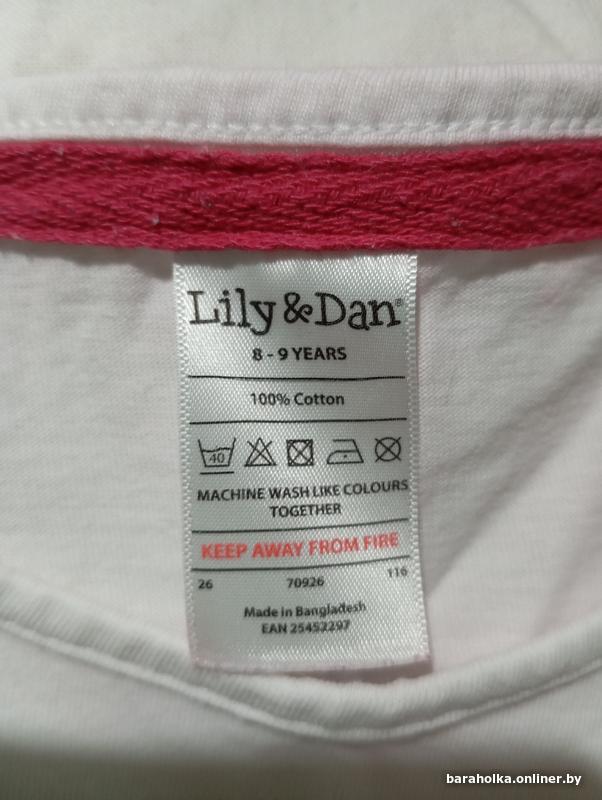 Lily & Dan®
8 - 9 YEARS
100% Cotton
40
MACHINE WASH LIKE COLOURS
TOGETHER
KEEP AWAY FROM FIRE
26 70926 116
Made in Bangladesh
EAN 25452297
baraholka.onliner.by